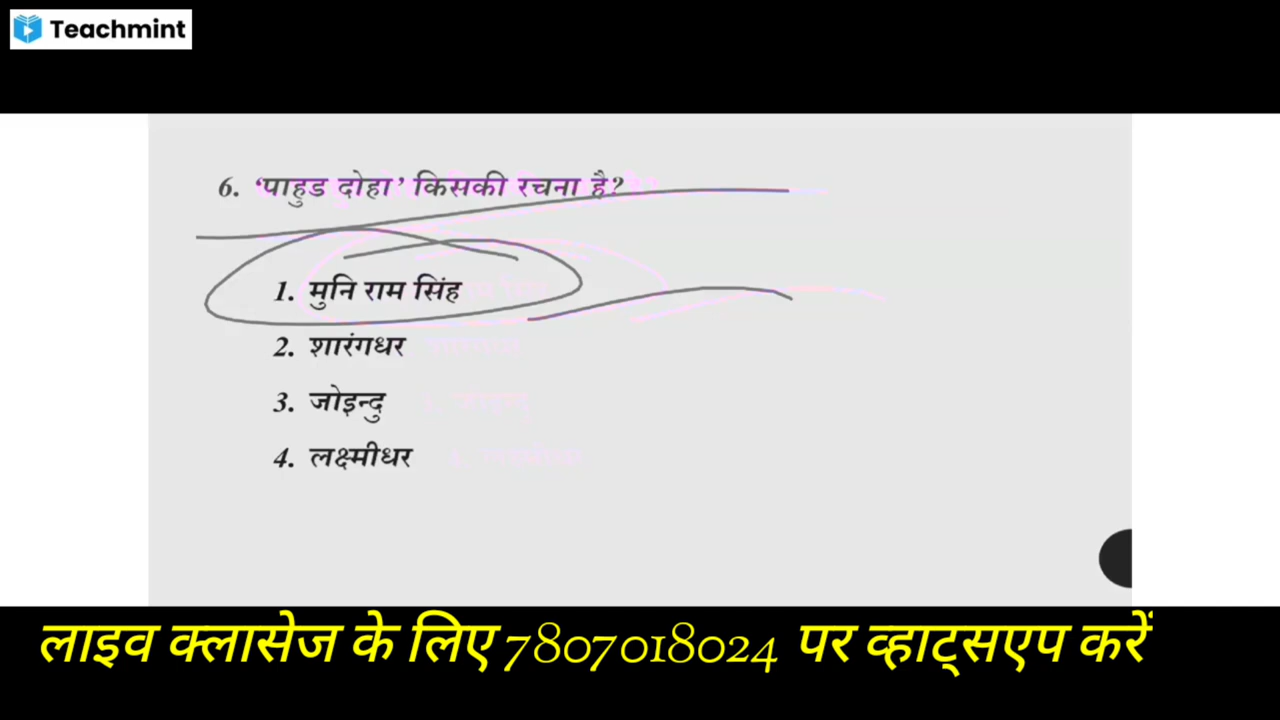 Teachmint
6. ‘पाहुड दोहा’ किसकी रचना है?
1. मुनि राम सिंह
2. शारंगधर
3. जोइन्दु
4. लक्ष्मीधर
लाइव क्लासेज के लिए 7807018024 पर व्हाट्सएप करें